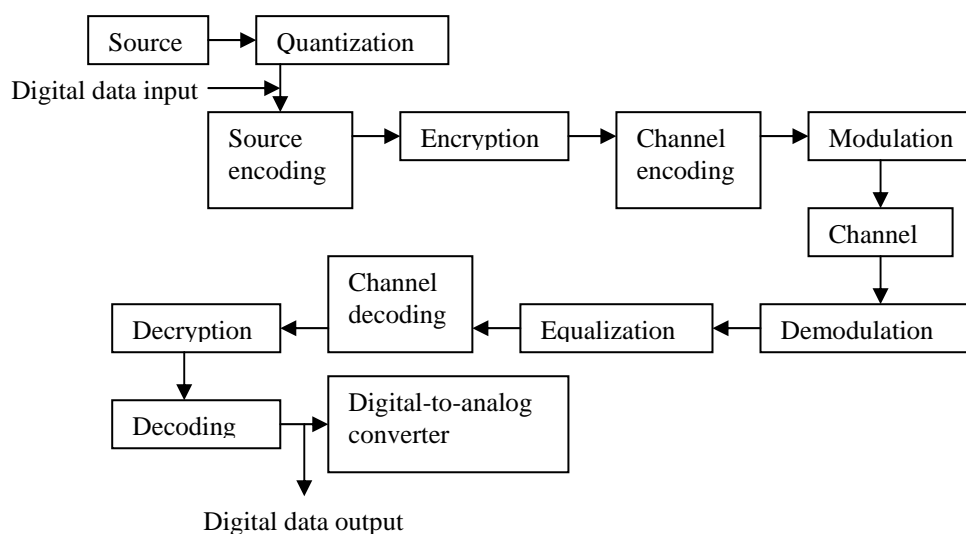 Source
Quantization
Digital data input
Source
encoding
Encryption
Channel
encoding
Modulation
Channel
Channel
decoding
Decryption
Equalization
Demodulation
Decoding
Digital-to-analog
converter
Digital data output